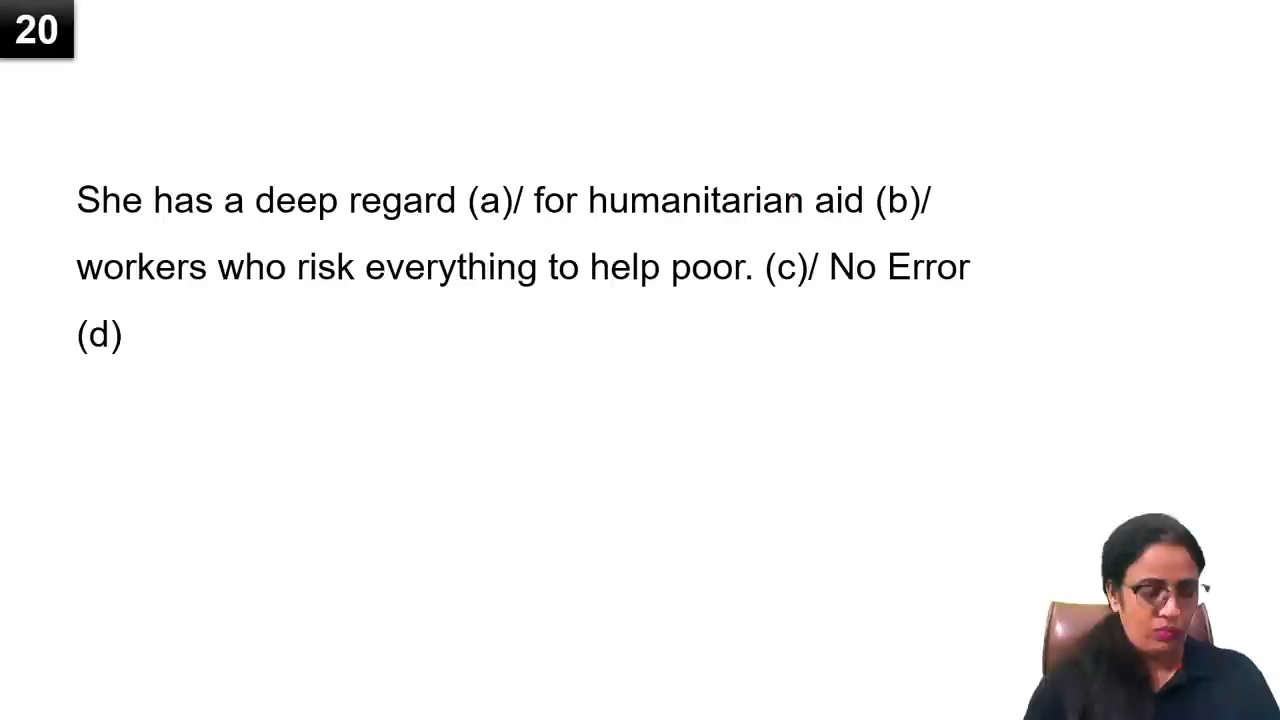 20
She has a deep regard (a)/ for humanitarian aid (b)/
workers who risk everything to help poor. (c)/ No Error
(d)